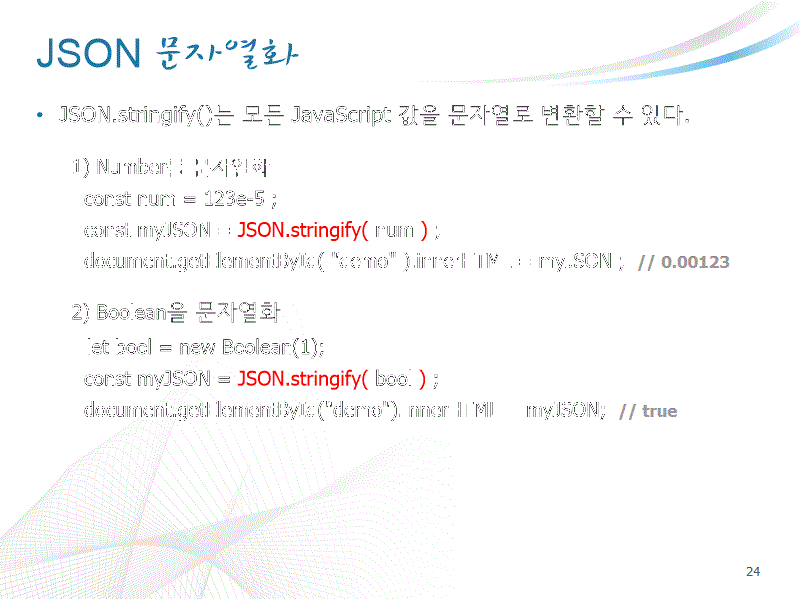 JSON 문자열화
• JSON.stringify()는 모든 JavaScript 값을 문자열로 변환할 수 있다.
1) Number를 문자열화
const num = 123e-5 ;
const myJSON = JSON.stringify( num ) ;
document.getElementById( "demo" ).innerHTML = myJSON ; // 0.00123
2) Boolean을 문자열화
let bool = new Boolean(1);
const myJSON = JSON.stringify( bool ) ;
document.getElementById("demo").innerHTML = myJSON; // true
24